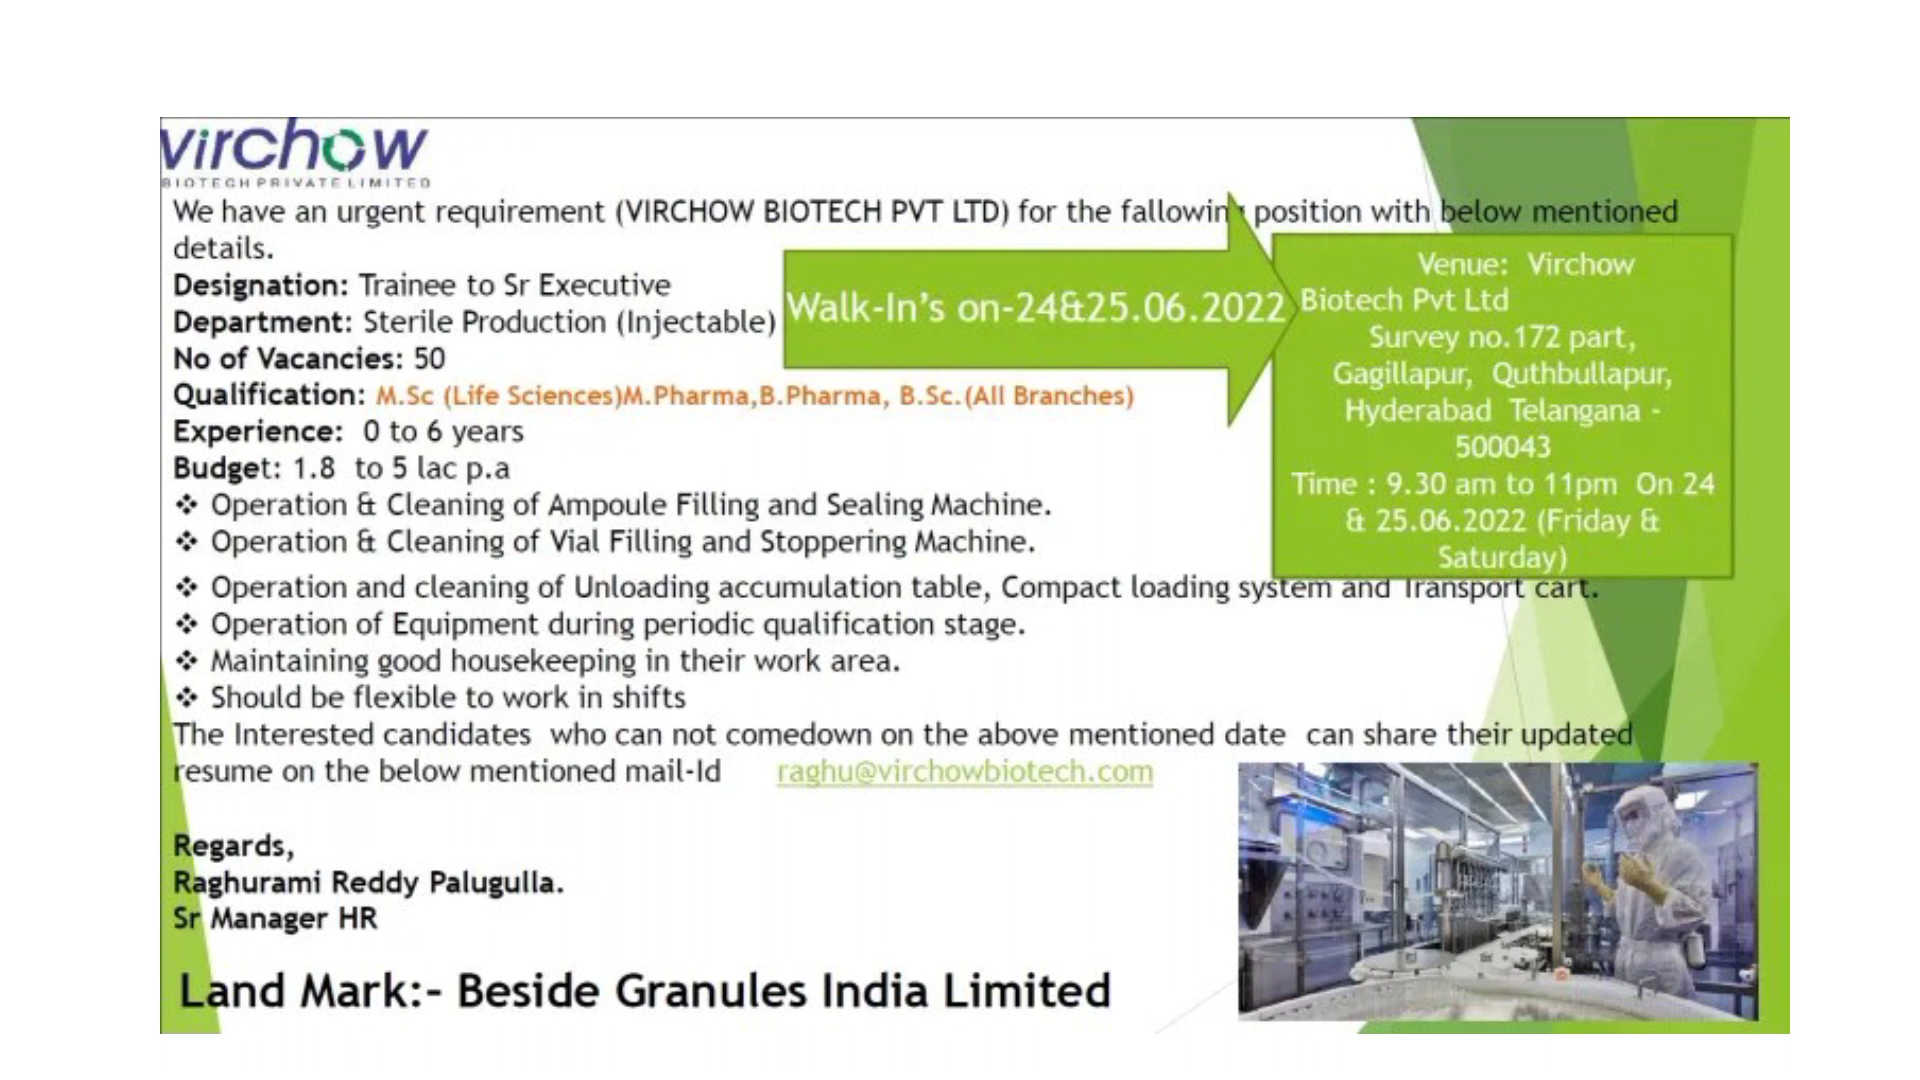 virchow
BIOTECH PRIVATE LIMITED
We have an urgent requirement (VIRCHOW BIOTECH PVT LTD) for the fallowing position with below mentioned
details.
Designation: Trainee to Sr Executive
Department: Sterile Production (Injectable)
No of Vacancies: 50
Qualification: M.Sc (Life Sciences)M.Pharma,B.Pharma, B.Sc.(All Branches)
Experience: 0 to 6 years
Budget: 1.8 to 5 lac p.a
Walk-In's on-24&25.06.2022
Venue: Virchow
Biotech Pvt Ltd
Survey no.172 part,
Gagillapur, Quthbullapur,
Hyderabad Telangana -
500043
Time : 9.30 am to 11pm On 24
& 25.06.2022 (Friday &
Saturday)
❖ Operation & Cleaning of Ampoule Filling and Sealing Machine.
❖ Operation & Cleaning of Vial Filling and Stoppering Machine.
❖ Operation and cleaning of Unloading accumulation table, Compact loading system and Transport cart.
❖ Operation of Equipment during periodic qualification stage.
❖ Maintaining good housekeeping in their work area.
❖ Should be flexible to work in shifts
The Interested candidates who can not comedown on the above mentioned date can share their updated
resume on the below mentioned mail-Id raghu@virchowbiotech.com
Regards,
Raghurami Reddy Palugulla.
Sr Manager HR
Land Mark:- Beside Granules India Limited